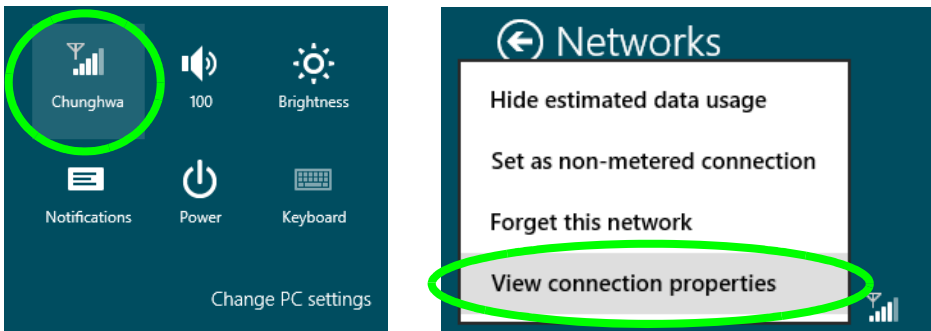 Chunghwa
100
Brightness
Notifications
Power
Keyboard
Change PC settings
Networks
Hide estimated data usage
Set as non-metered connection
Forget this network
View connection properties